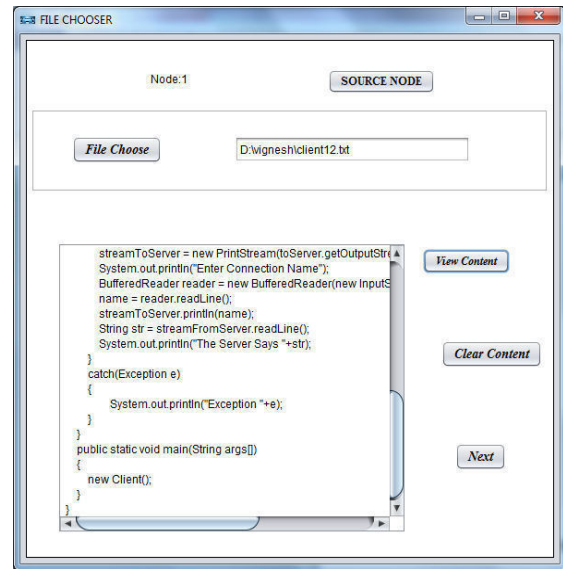 FILE CHOOSER
Node:1 SOURCE NODE
File Choose D:\vignesh\client12.txt
streamToServer = new PrintStream(toServer.getOutputStre
System.out.println("Enter Connection Name");
BufferedReader reader = new BufferedReader(new InputS
name = reader.readLine();
streamToServer.println(name);
String str = streamFromServer.readLine();
System.out.println("The Server Says "+str);
}
catch(Exception e)
{
System.out.println("Exception "+e);
}
}
public static void main(String args[])
{
new Client();
}
}
View Content
Clear Content
Next